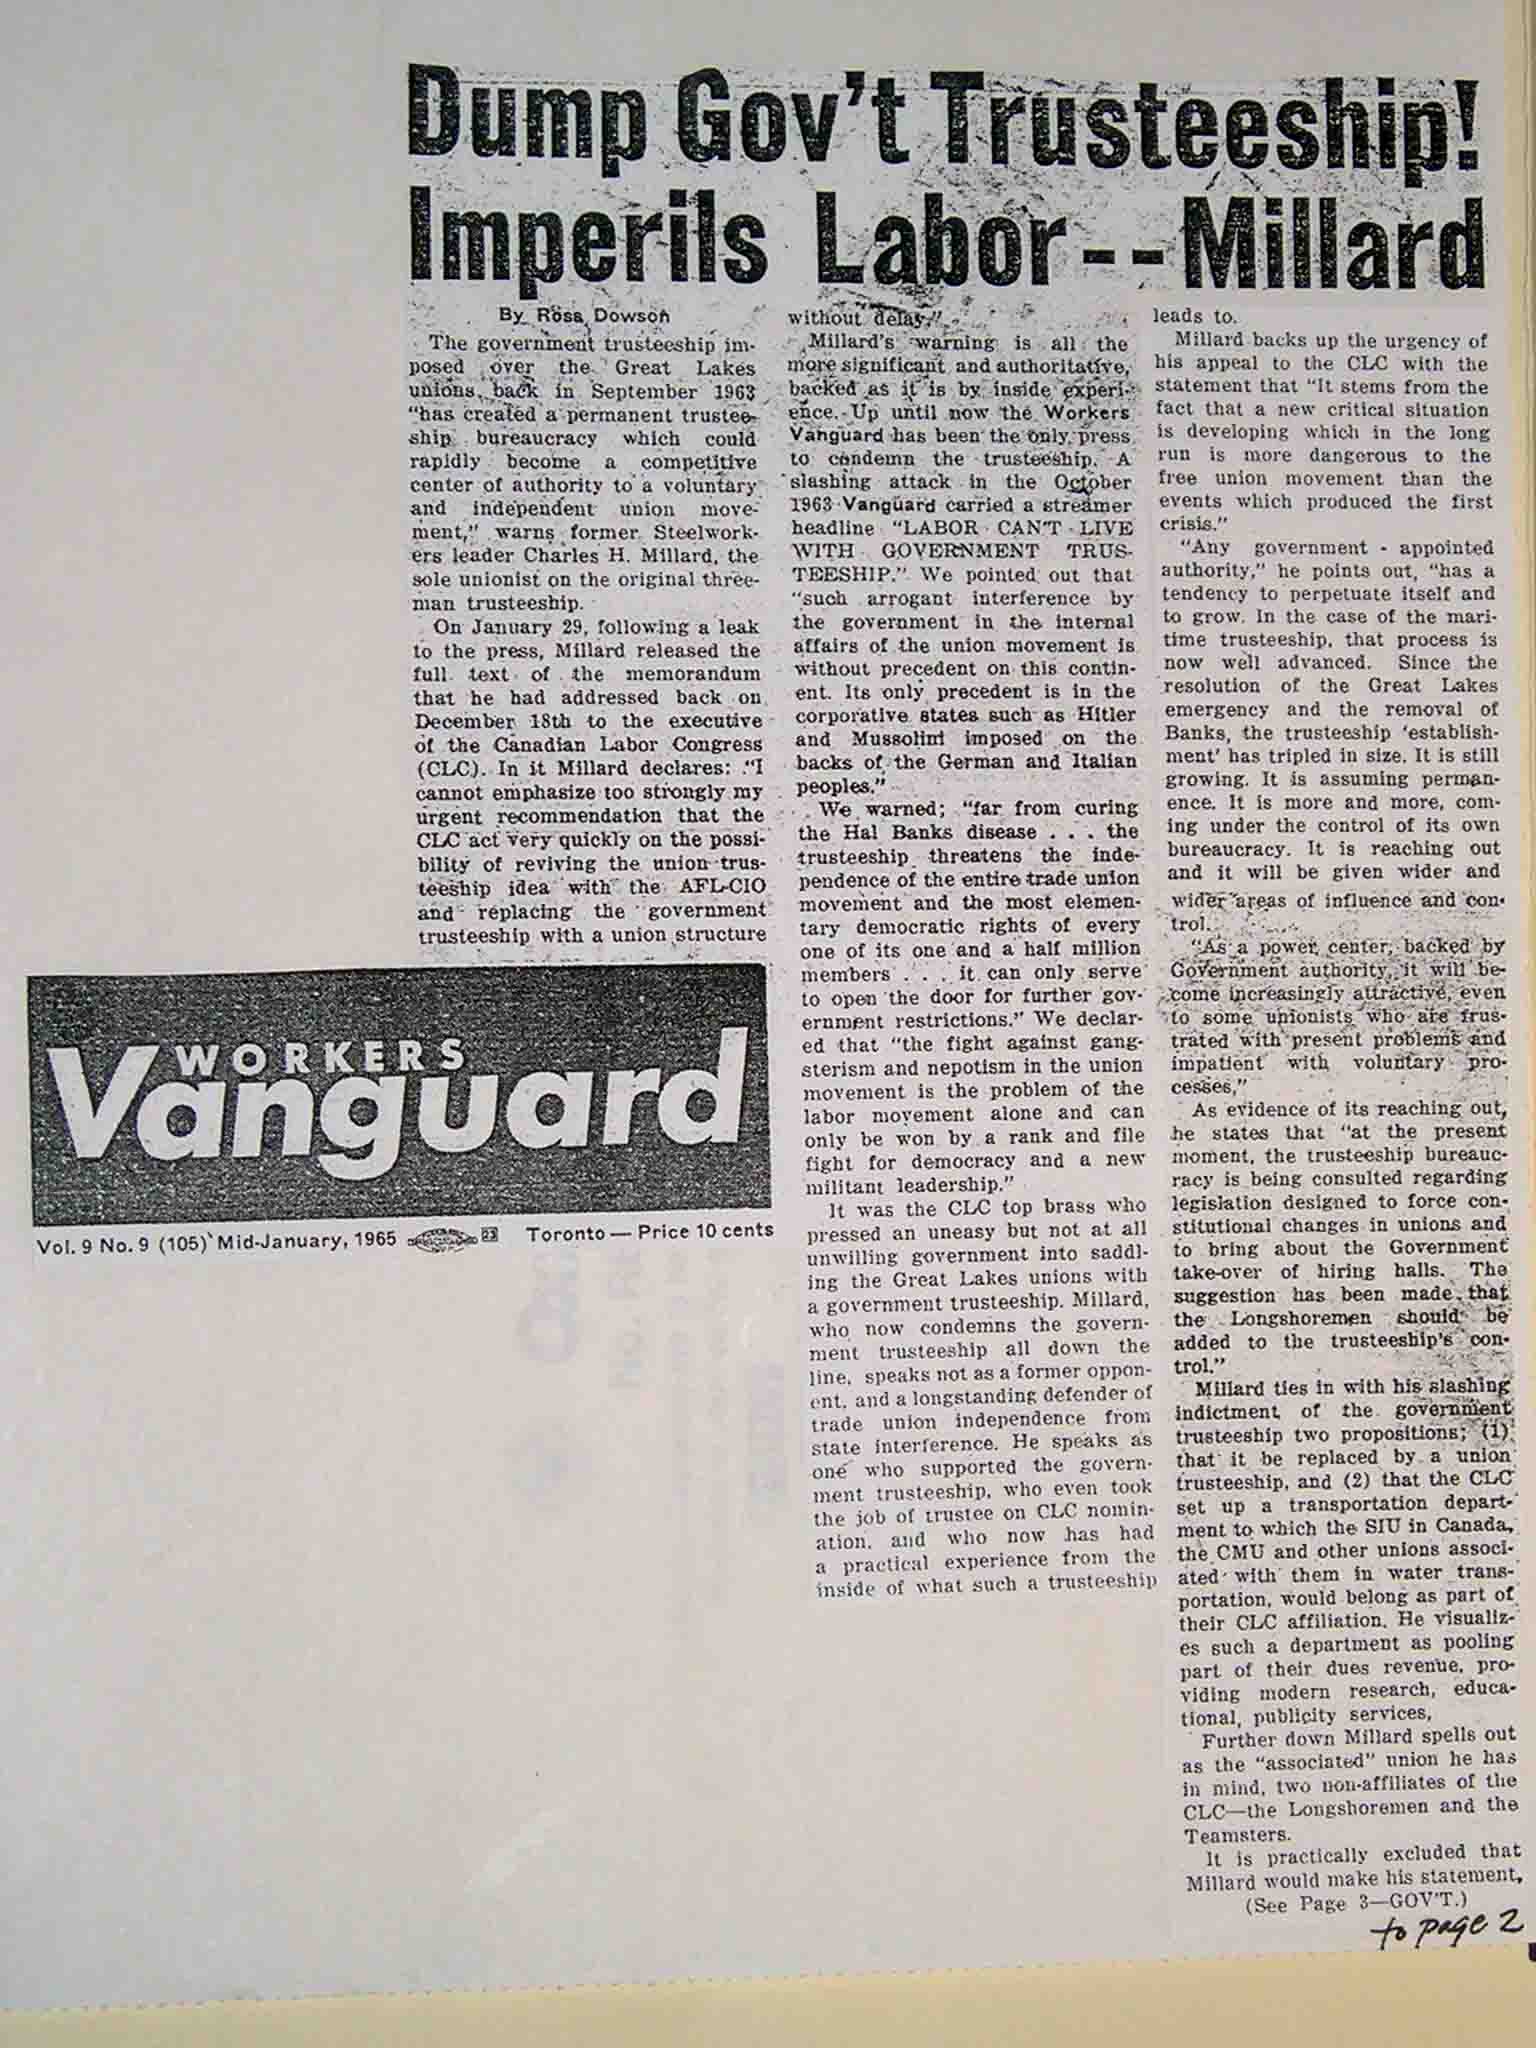 Dump Gov't Trusteeship!
Imperils Labor -- Millard
By Ross Dowson
The government trusteeship im-
posed over the Great Lakes
unions back in September 1963
"has created a permanent trustee-
ship bureaucracy which could
rapidly become a competitive
center of authority to a voluntary
and independent union move-
ment," warns former Steelwork-
ers leader Charles H. Millard, the
sole unionist on the original three-
man trusteeship.
On January 29, following a leak
to the press, Millard released the
full text of the memorandum
that he had addressed back on
December 18th to the executive
of the Canadian Labor Congress
(CLC). In it Millard declares: "I
cannot emphasize too strongly my
urgent recommendation that the
CLC act very quickly on the possi-
bility of reviving the union trus-
teeship idea with the AFL-CIO
and replacing the government
trusteeship with a union structure
without delay."
Millard's warning is all the
more significant and authoritative,
backed as it is by inside experi-
ence. Up until now the Workers
Vanguard has been the only press
to condemn the trusteeship. A
slashing attack in the October
1963 Vanguard carried a streamer
headline "LABOR CAN'T LIVE
WITH GOVERNMENT TRUS-
TEESHIP." We pointed out that
"such arrogant interference by
the government in the internal
affairs of the union movement is
without precedent on this contin-
ent. Its only precedent is in the
corporative states such as Hitler
and Mussolini imposed on the
backs of the German and Italian
peoples."
We warned; "far from curing
the Hal Banks disease . . . the
trusteeship threatens the inde-
pendence of the entire trade union
movement and the most elemen-
tary democratic rights of every
one of its one and a half million
members . . . it can only serve
to open the door for further gov-
ernment restrictions." We declar-
ed that "the fight against gang-
sterism and nepotism in the union
movement is the problem of the
labor movement alone and can
only be won by a rank and file
fight for democracy and a new
militant leadership."
It was the CLC top brass who
pressed an uneasy but not at all
unwilling government into saddl-
ing the Great Lakes unions with
a government trusteeship. Millard,
who now condemns the govern-
ment trusteeship all down the
line, speaks not as a former oppon-
ent, and a longstanding defender of
trade union independence from
state interference. He speaks as
one who supported the govern-
ment trusteeship, who even took
the job of trustee on CLC nomin-
ation, and who now has had
a practical experience from the
inside of what such a trusteeship
leads to.
Millard backs up the urgency of
his appeal to the CLC with the
statement that "It stems from the
fact that a new critical situation
is developing which in the long
run is more dangerous to the
free union movement than the
events which produced the first
crisis."
"Any government - appointed
authority," he points out, "has a
tendency to perpetuate itself and
to grow. In the case of the mari-
time trusteeship, that process is
now well advanced. Since the
resolution of the Great Lakes
emergency and the removal of
Banks, the trusteeship 'establish-
ment' has tripled in size. It is still
growing. It is assuming perman-
ence. It is more and more, com-
ing under the control of its own
bureaucracy. It is reaching out
and it will be given wider and
wider areas of influence and con-
trol.
"As a power center, backed by
Government authority, it will be-
come increasingly attractive, even
to some unionists who are frus-
trated with present problems and
impatient with voluntary pro-
cesses,"
As evidence of its reaching out,
he states that "at the present
moment, the trusteeship bureauc-
racy is being consulted regarding
legislation designed to force con-
stitutional changes in unions and
to bring about the Government
take-over of hiring halls. The
suggestion has been made that
the Longshoremen should be
added to the trusteeship's con-
trol."
Millard ties in with his slashing
indictment of the government
trusteeship two propositions; (1)
that it be replaced by a union
trusteeship, and (2) that the CLC
set up a transportation depart-
ment to which the SIU in Canada,
the CMU and other unions associ-
ated with them in water trans-
portation, would belong as part of
their CLC affiliation. He visualiz-
es such a department as pooling
part of their dues revenue, pro-
viding modern research, educa-
tional, publicity services,
Further down Millard spells out
as the "associated" union he has
in mind, two non-affiliates of the
CLC—the Longshoremen and the
Teamsters.
It is practically excluded that
Millard would make his statement,
(See Page 3—GOV'T.)
to page 2
WORKERS
Vanguard
Vol. 9 No. 9 (105) Mid-January, 1965 23 Toronto — Price 10 cents